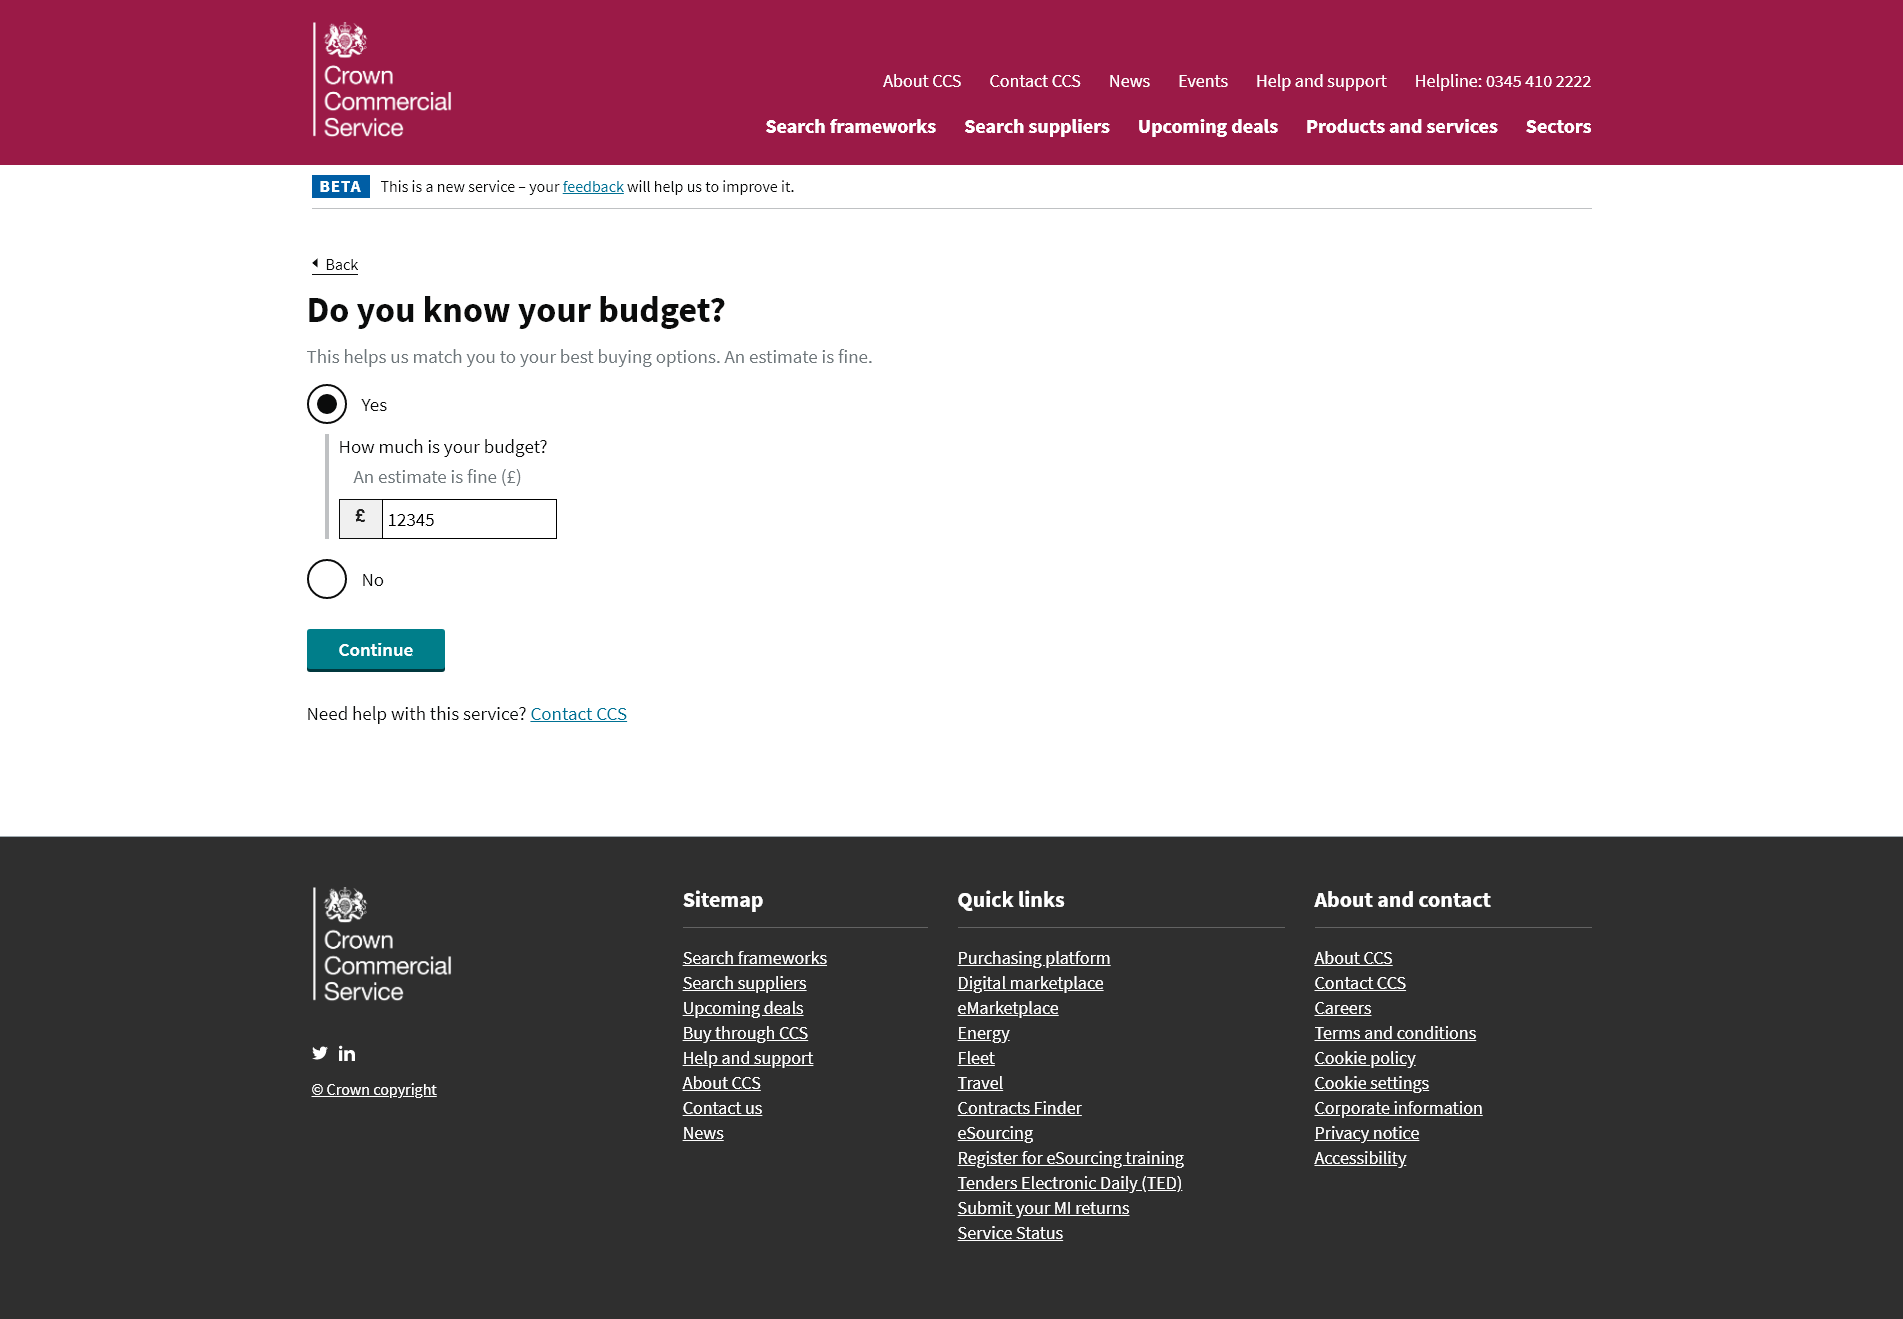 Crown
Commercial
Service
About CCS Contact CCS News Events Help and support Helpline: 0345 410 2222
Search frameworks Search suppliers Upcoming deals Products and services Sectors
BETA This is a new service – your feedback will help us to improve it.
Back
Do you know your budget?
This helps us match you to your best buying options. An estimate is fine.
Yes
How much is your budget?
An estimate is fine (£)
£ 12345
No
Continue
Need help with this service? Contact CCS
Crown
Commercial
Service
© Crown copyright
Sitemap
Search frameworks
Search suppliers
Upcoming deals
Buy through CCS
Help and support
About CCS
Contact us
News
Quick links
Purchasing platform
Digital marketplace
eMarketplace
Energy
Fleet
Travel
Contracts Finder
eSourcing
Register for eSourcing training
Tenders Electronic Daily (TED)
Submit your MI returns
Service Status
About and contact
About CCS
Contact CCS
Careers
Terms and conditions
Cookie policy
Cookie settings
Corporate information
Privacy notice
Accessibility